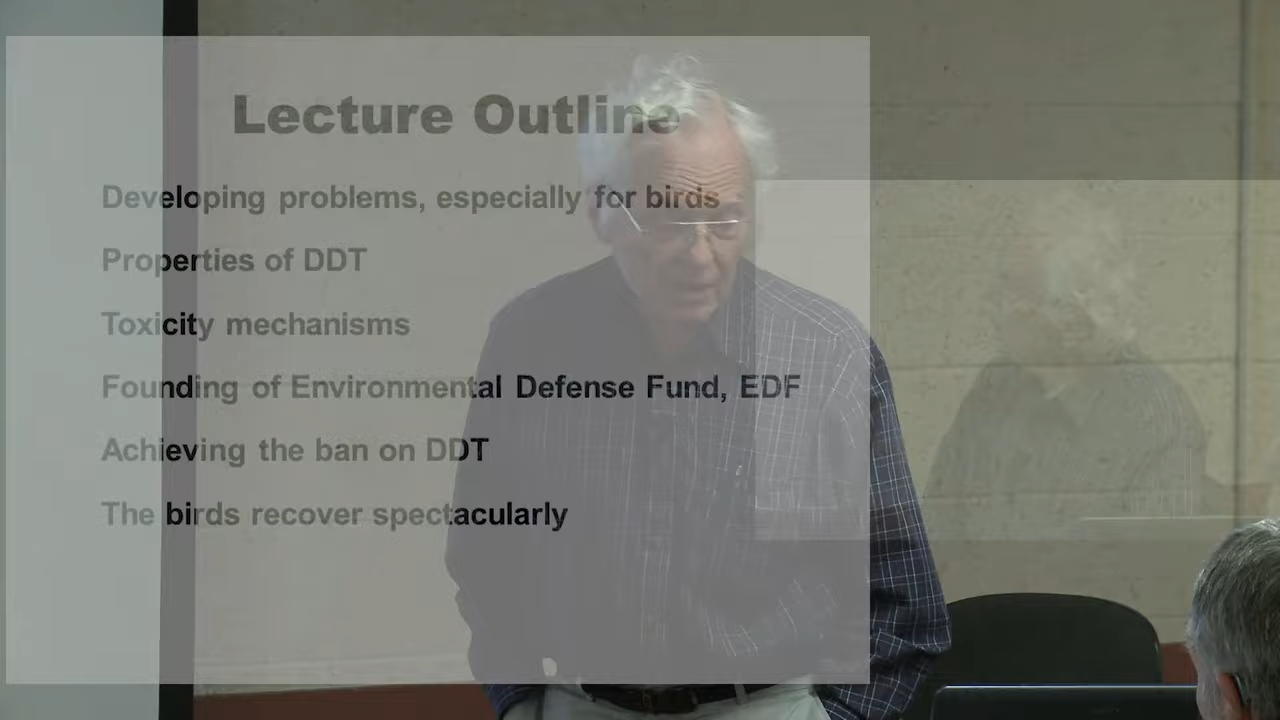 Lecture Outline
Developing problems, especially for birds
Properties of DDT
Toxicity mechanisms
Founding of Environmental Defense Fund, EDF
Achieving the ban on DDT
The birds recover spectacularly